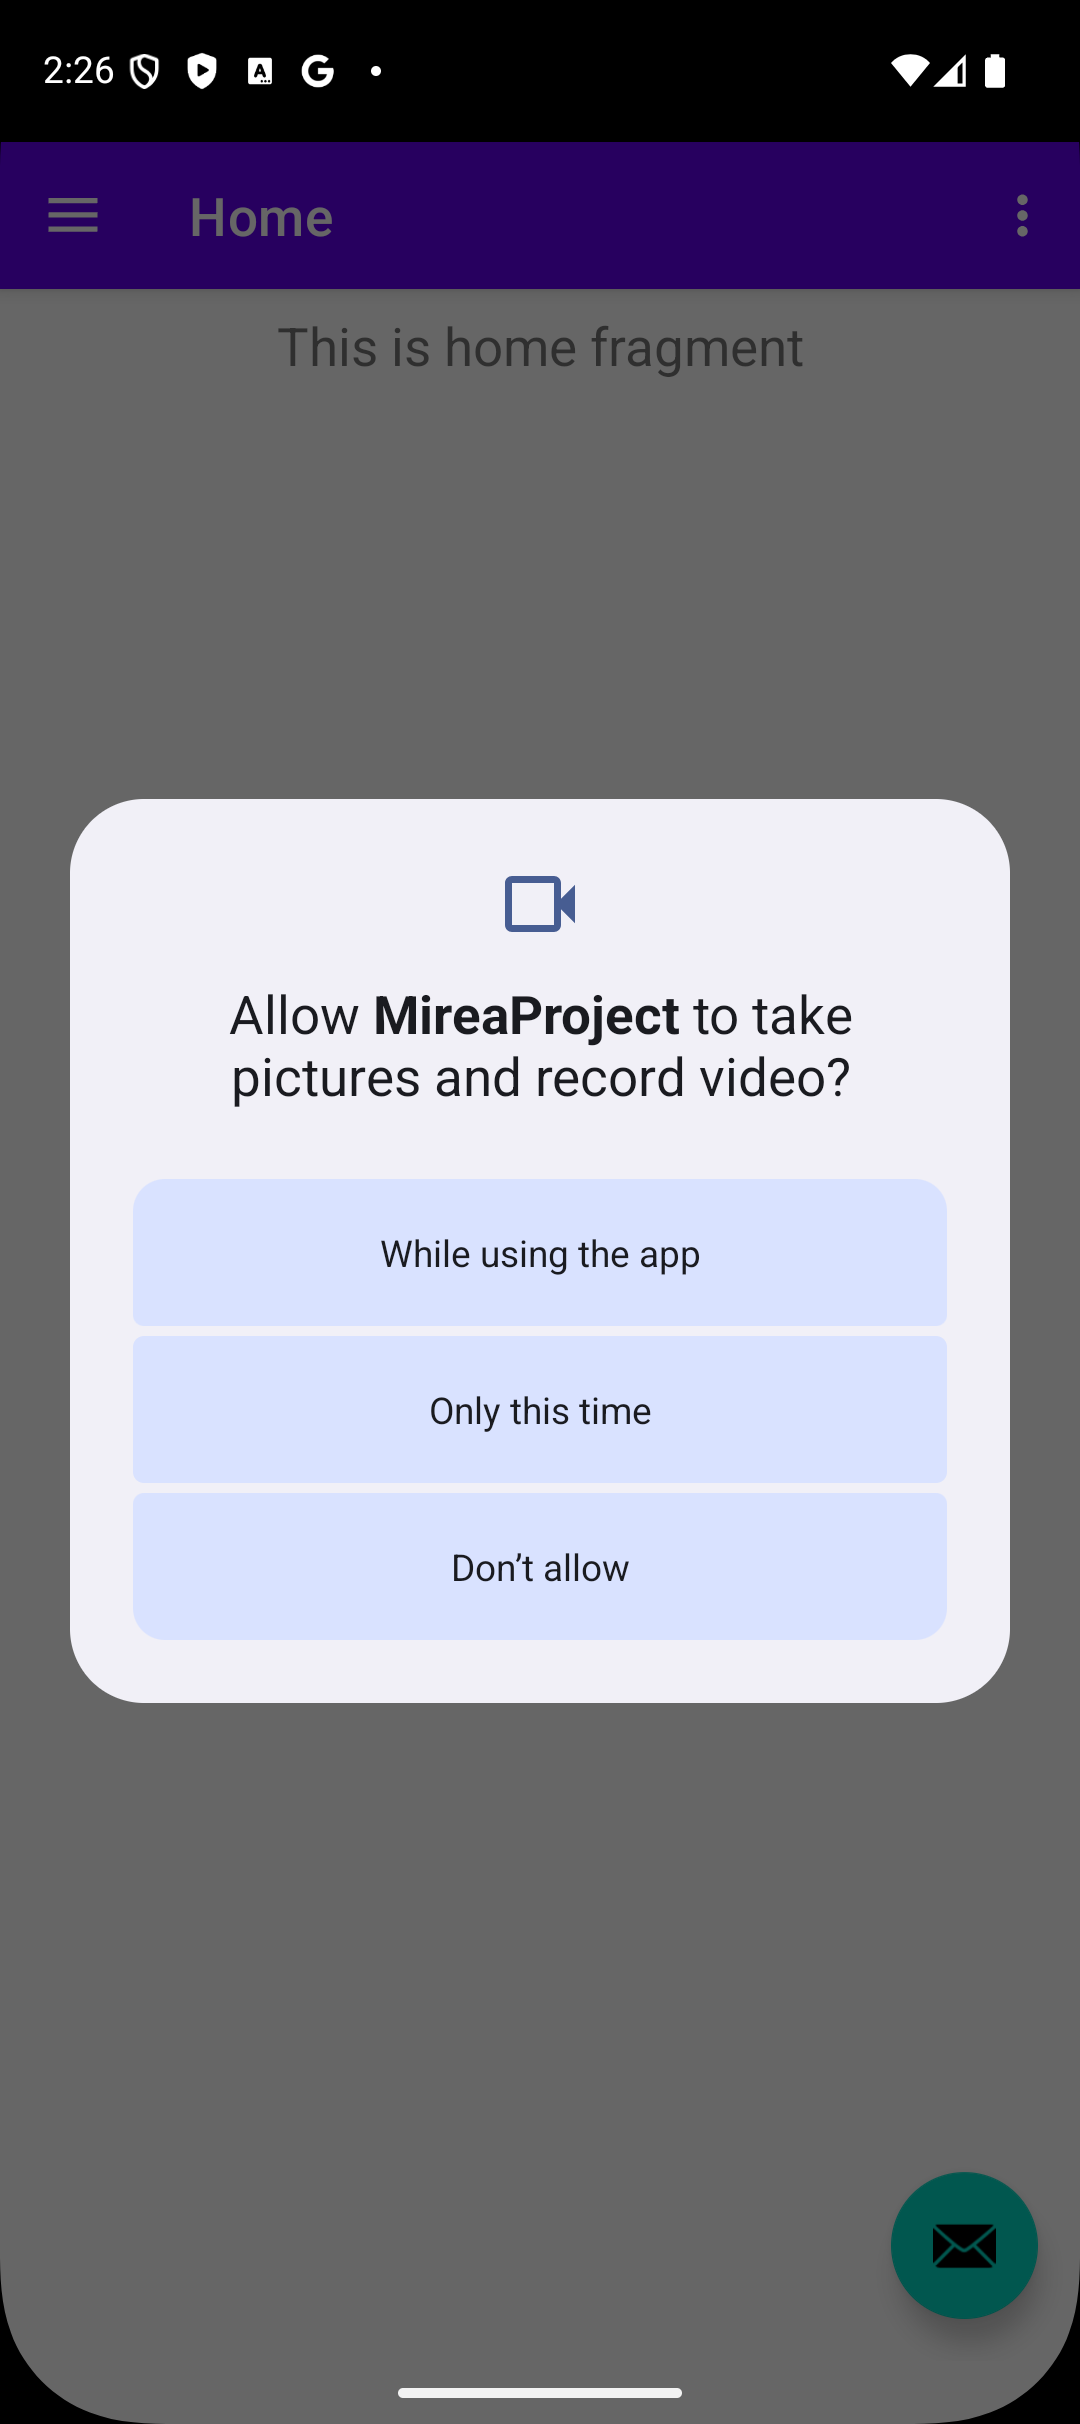 2:26
Home
This is home fragment
Allow MireaProject to take
pictures and record video?
While using the app
Only this time
Don’t allow